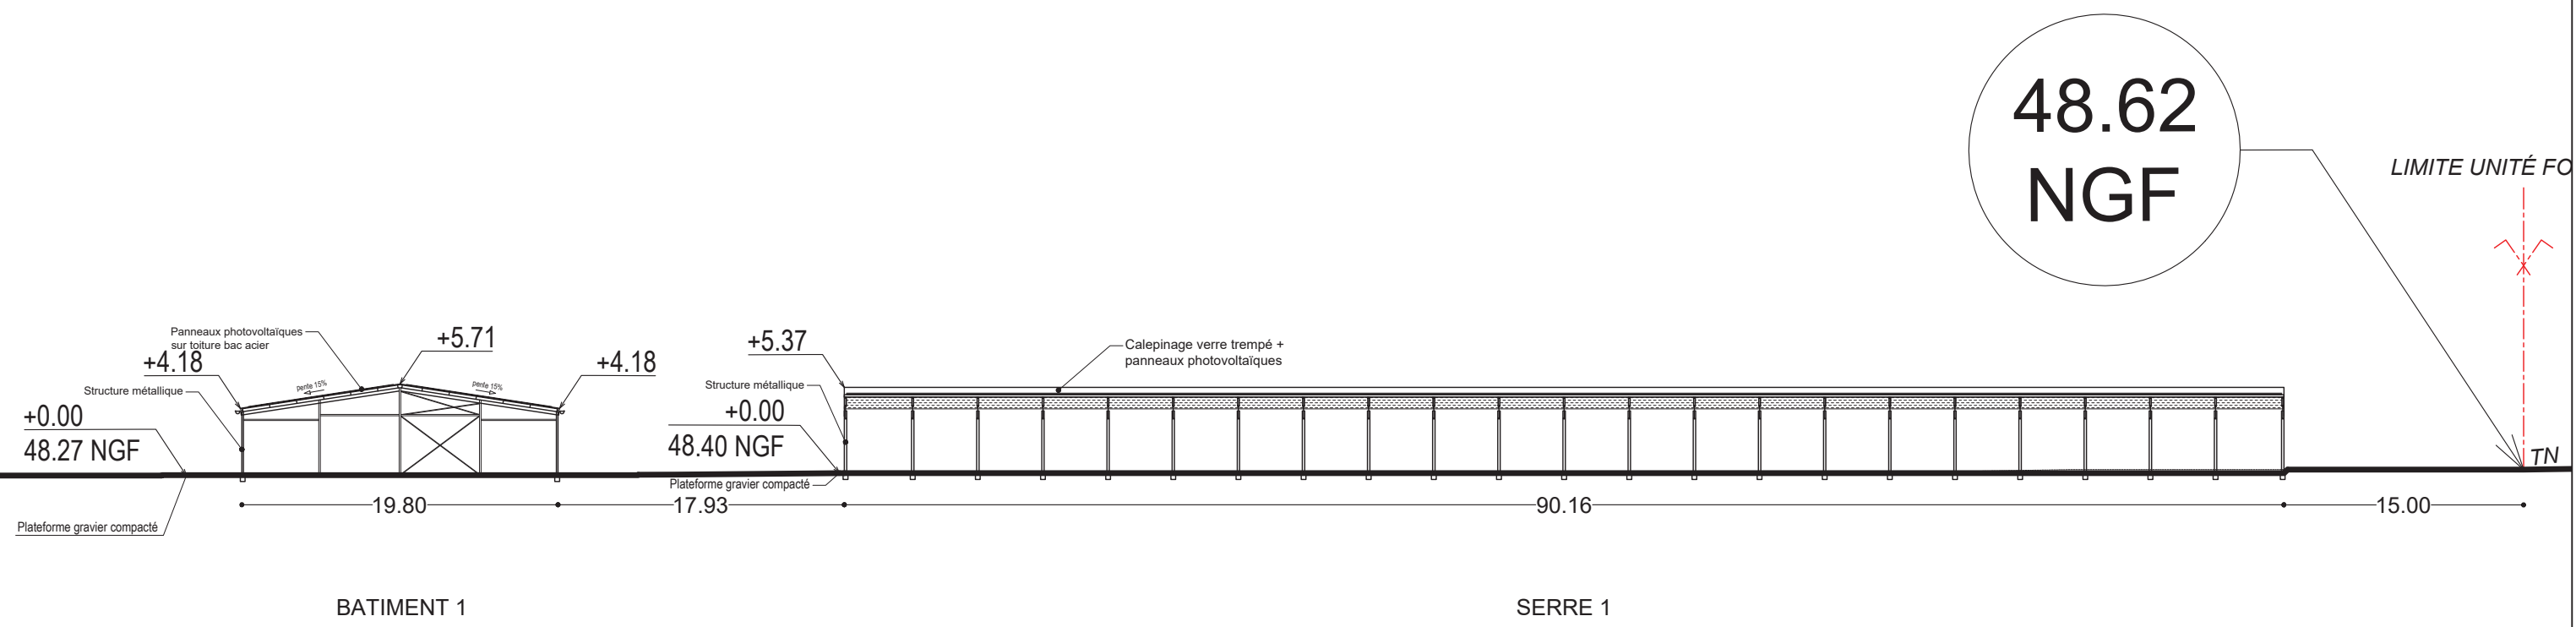 48.62
NGF
LIMITE UNITÉ FO
Panneaux photovoltaïques
sur toiture bac acier
+5.71
+4.18
+4.18
pente 15%
pente 15%
Structure métallique
+0.00
48.27 NGF
Plateforme gravier compacté
+5.37
Calepinage verre trempé +
panneaux photovoltaïques
Structure métallique
+0.00
48.40 NGF
Plateforme gravier compacté
TN
19.80
17.93
90.16
15.00
BATIMENT 1
SERRE 1